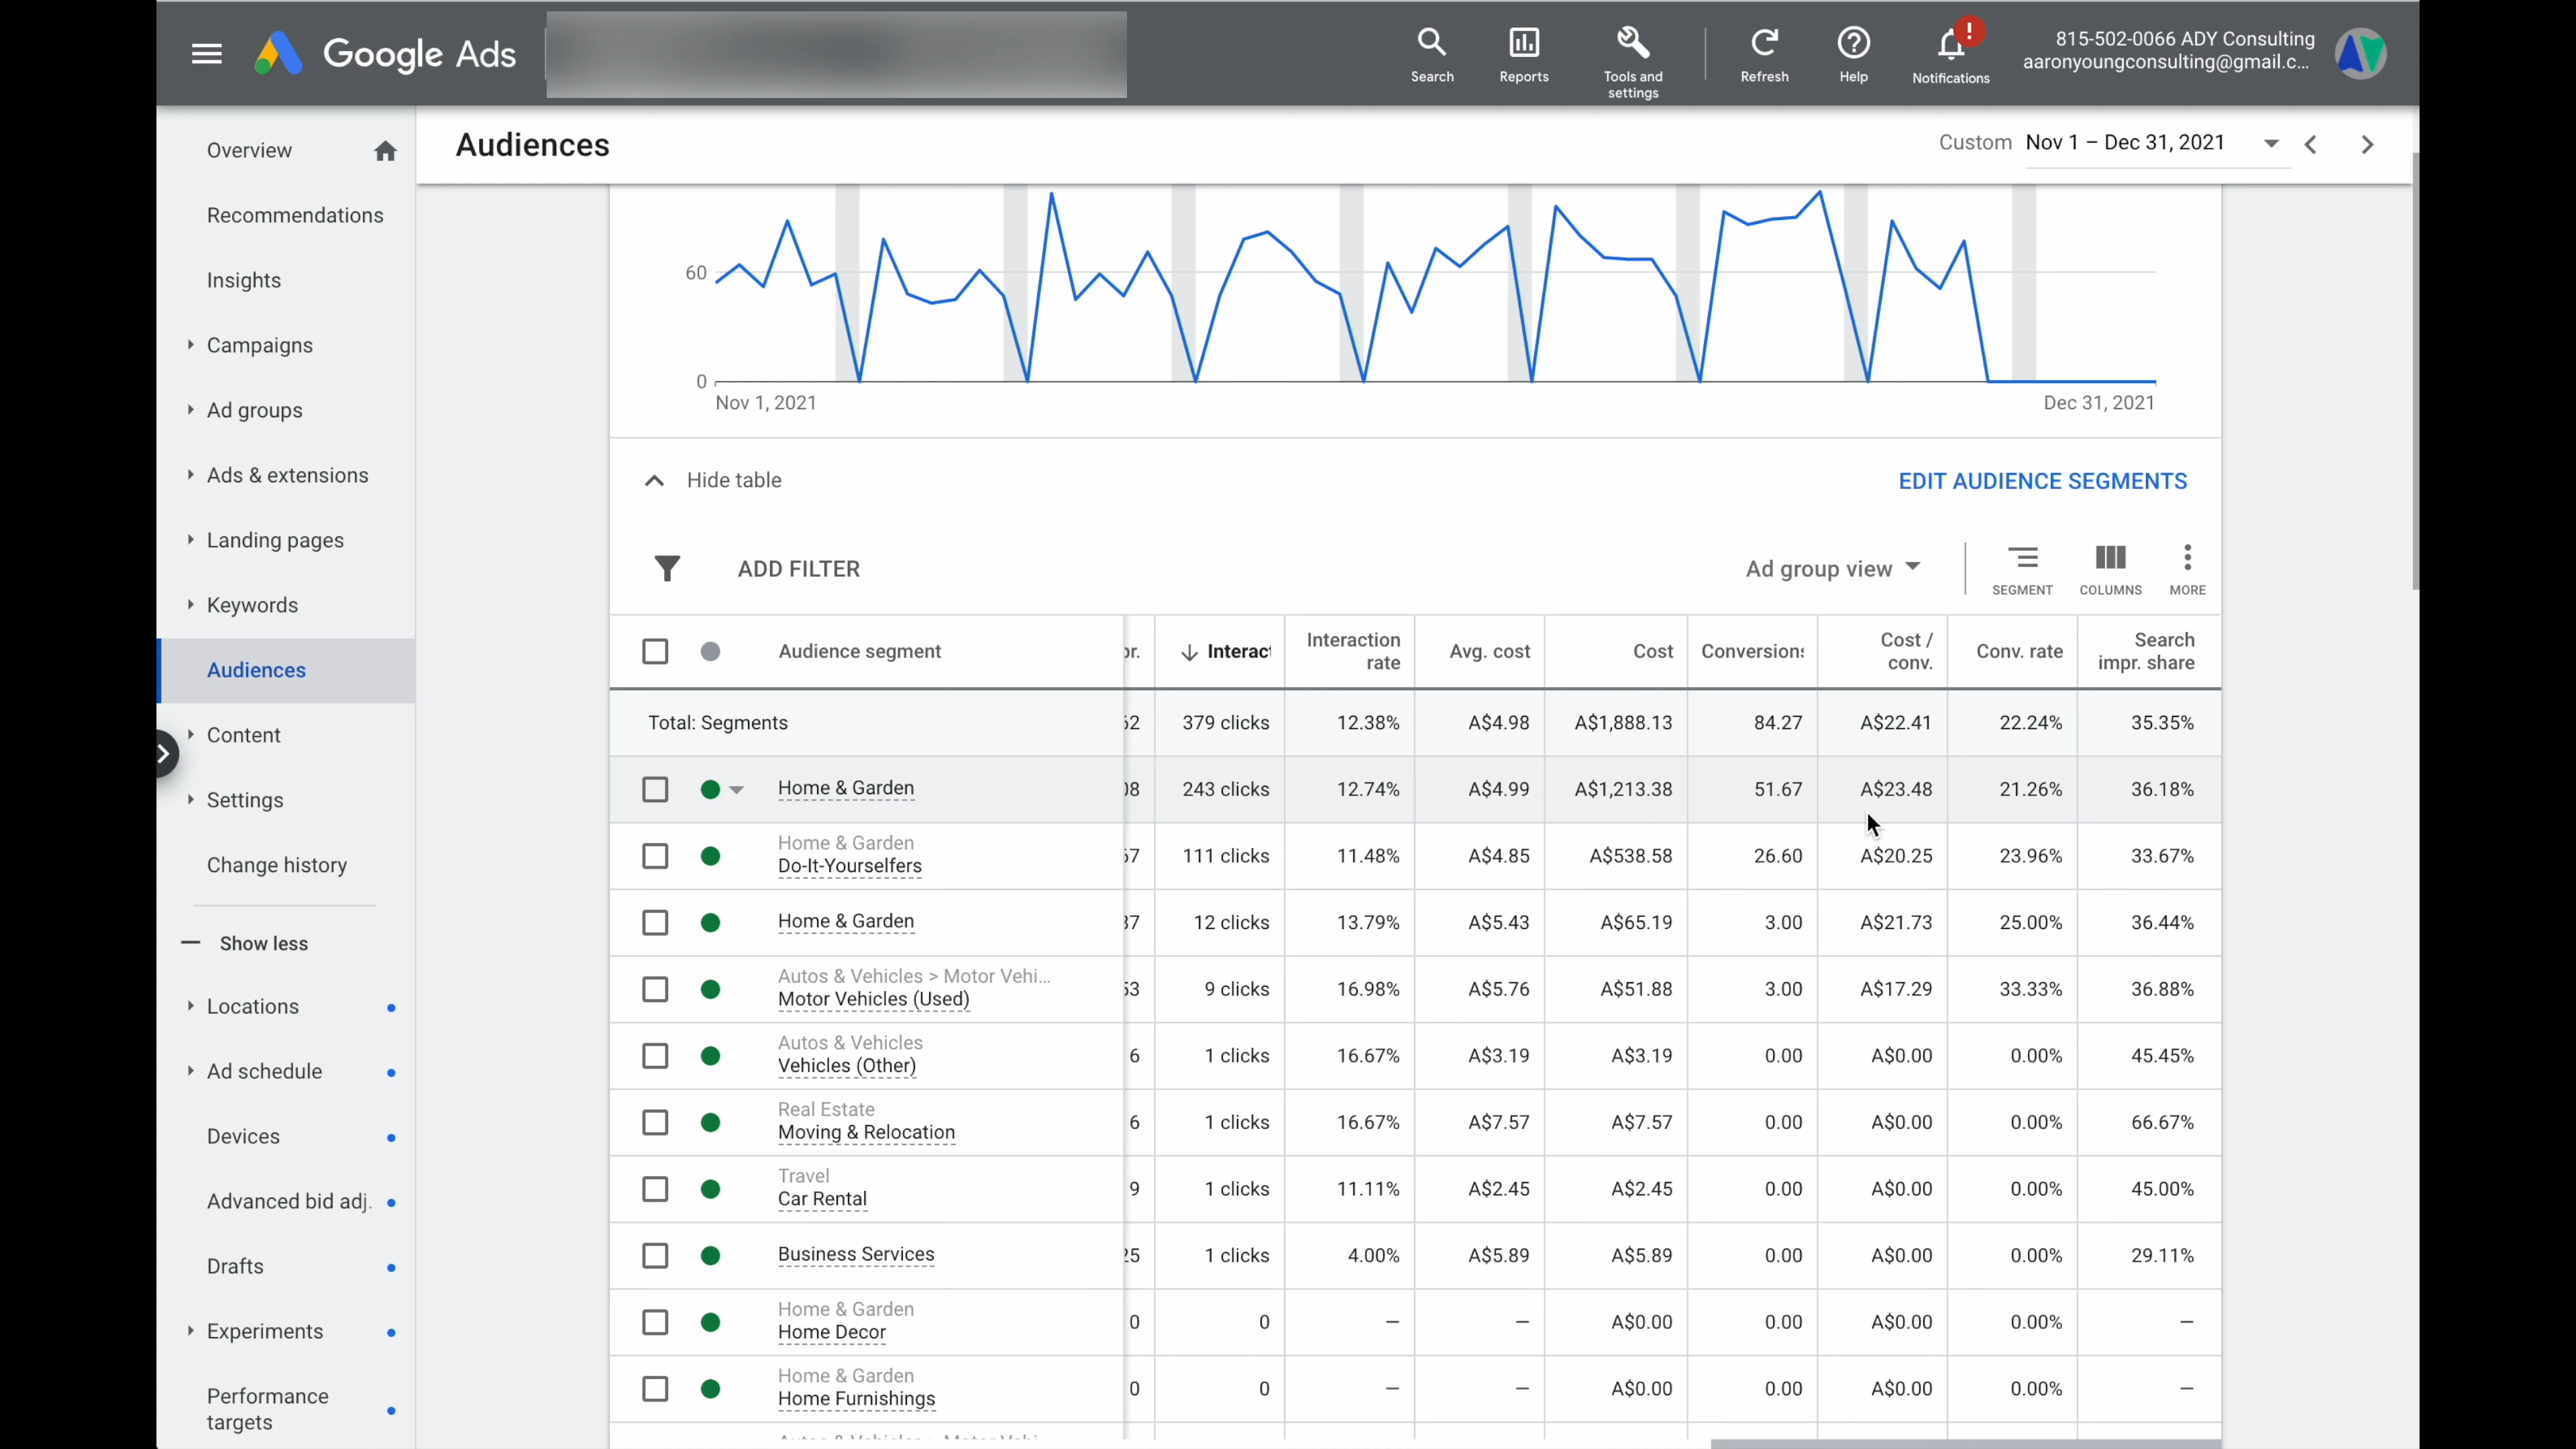 Google Ads
Search
Reports
Tools and
settings
Refresh
Help
!
Notifications
815-502-0066 ADY Consulting
aaronyoungconsulting@gmail.c...
Overview
Recommendations
Insights
Campaigns
Ad groups
Ads & extensions
Landing pages
Keywords
Audiences
Content
Settings
Change history
Show less
Locations
Ad schedule
Devices
Advanced bid adj.
Drafts
Experiments
Performance
targets
Audiences
Custom Nov 1 – Dec 31, 2021
60
0
Nov 1, 2021
Dec 31, 2021
Hide table
EDIT AUDIENCE SEGMENTS
ADD FILTER
Ad group view
SEGMENT
COLUMNS
MORE
Audience segment
Interaction
rate
Avg. cost
Cost
Cost /
conv.
Conv. rate
Search
impr. share
Total: Segments 379 clicks 12.38% A$4.98 A$1,888.13 84.27 A$22.41 22.24% 35.35%
Home & Garden 243 clicks 12.74% A$4.99 A$1,213.38 51.67 A$23.48 21.26% 36.18%
Home & Garden
Do-It-Yourselfers 111 clicks 11.48% A$4.85 A$538.58 26.60 A$20.25 23.96% 33.67%
Home & Garden 12 clicks 13.79% A$5.43 A$65.19 3.00 A$21.73 25.00% 36.44%
Autos & Vehicles > Motor Vehi...
Motor Vehicles (Used) 9 clicks 16.98% A$5.76 A$51.88 3.00 A$17.29 33.33% 36.88%
Autos & Vehicles
Vehicles (Other) 6 1 clicks 16.67% A$3.19 A$3.19 0.00 A$0.00 0.00% 45.45%
Real Estate
Moving & Relocation 6 1 clicks 16.67% A$7.57 A$7.57 0.00 A$0.00 0.00% 66.67%
Travel
Car Rental 9 1 clicks 11.11% A$2.45 A$2.45 0.00 A$0.00 0.00% 45.00%
Business Services 25 1 clicks 4.00% A$5.89 A$5.89 0.00 A$0.00 0.00% 29.11%
Home & Garden
Home Decor 0 0 – – A$0.00 0.00 A$0.00 0.00% –
Home & Garden
Home Furnishings 0 0 – – A$0.00 0.00 A$0.00 0.00% –